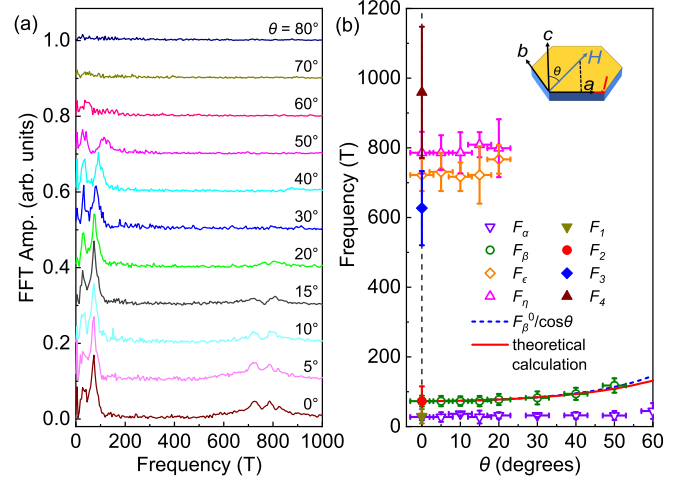 (a)
θ = 80°
70°
60°
50°
40°
30°
20°
15°
10°
5°
0°
1.0
0.8
0.6
0.4
0.2
0.0
FFT Amp. (arb. units)
0 200 400 600 800 1000
Frequency (T)
(b)
1200
1000
800
600
400
200
0
Frequency (T)
c
b
H
θ
a
I
Fα F1
Fβ F2
Fϵ F3
Fη F4
Fβ0/cosθ
theoretical
calculation
0 10 20 30 40 50 60
θ (degrees)